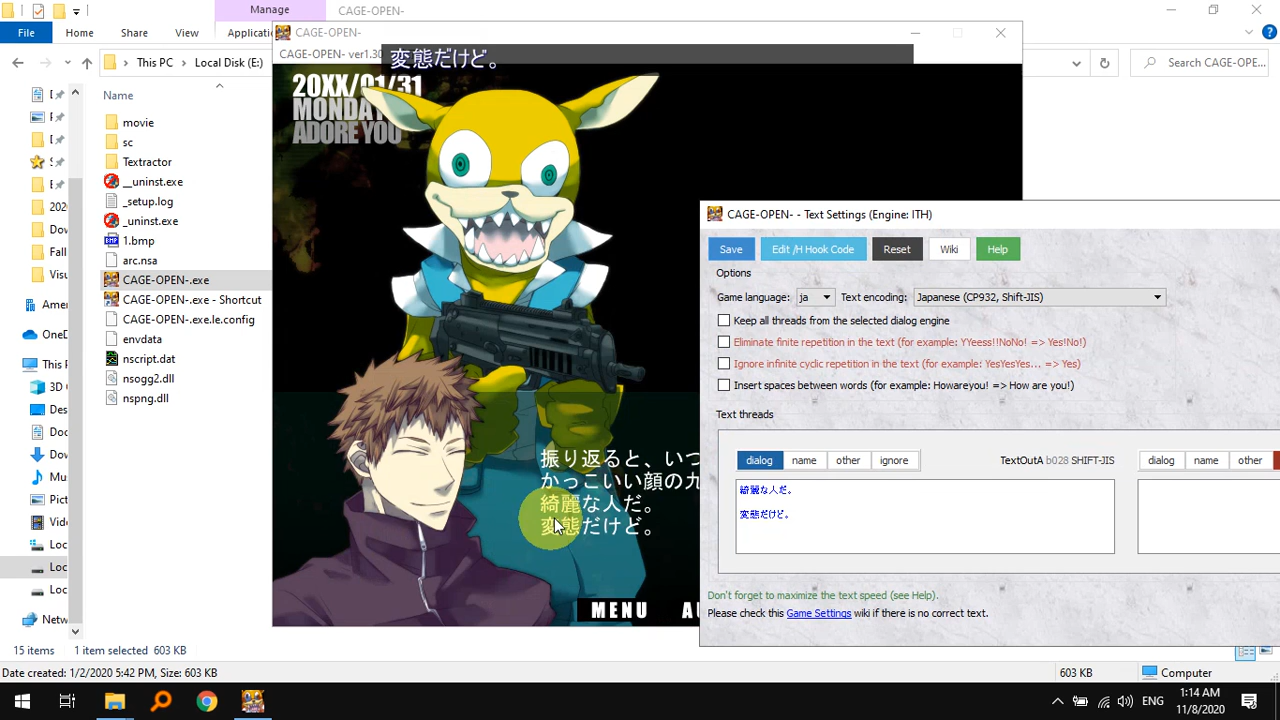 Manage
CAGE-OPEN-
File
Home
Share
View
This PC
Local Disk (E:)
Search CAGE-OPE...
Name
movie
sc
Textractor
__uninst.exe
_setup.log
_uninst.exe
1.bmp
arc.nsa
CAGE-OPEN-.exe
CAGE-OPEN-.exe - Shortcut
CAGE-OPEN-.exe.le.config
envdata
nscript.dat
nsogg2.dll
nspng.dll
Fall
This PC
3D
15 items
1 item selected 603 KB
Date created: 1/2/2020 5:42 PM, Size: 603 KB
603 KB
Computer
CAGE-OPEN-
CAGE-OPEN- ver1.30
変態だけど。
20XX/01/31
MONDAY
ADORE YOU
振り返ると、いつ
かっこいい顔の九
綺麗な人だ。
変態だけど。
MENU
CAGE-OPEN- - Text Settings (Engine: ITH)
Save
Edit /H Hook Code
Reset
Wiki
Help
Options
Game language: ja
Text encoding: Japanese (CP932, Shift-JIS)
Keep all threads from the selected dialog engine
Eliminate finite repetition in the text (for example: YYeess!!NoNo! => Yes!No!)
Ignore infinite cyclic repetition in the text (for example: YesYesYes... => Yes)
Insert spaces between words (for example: Howareyou! => How are you!)
Text threads
dialog name other ignore
TextOutA b028 SHIFT-JIS
dialog name other
綺麗な人だ。
変態だけど。
Don't forget to maximize the text speed (see Help).
Please check this Game Settings wiki if there is no correct text.
ENG
1:14 AM
11/8/2020